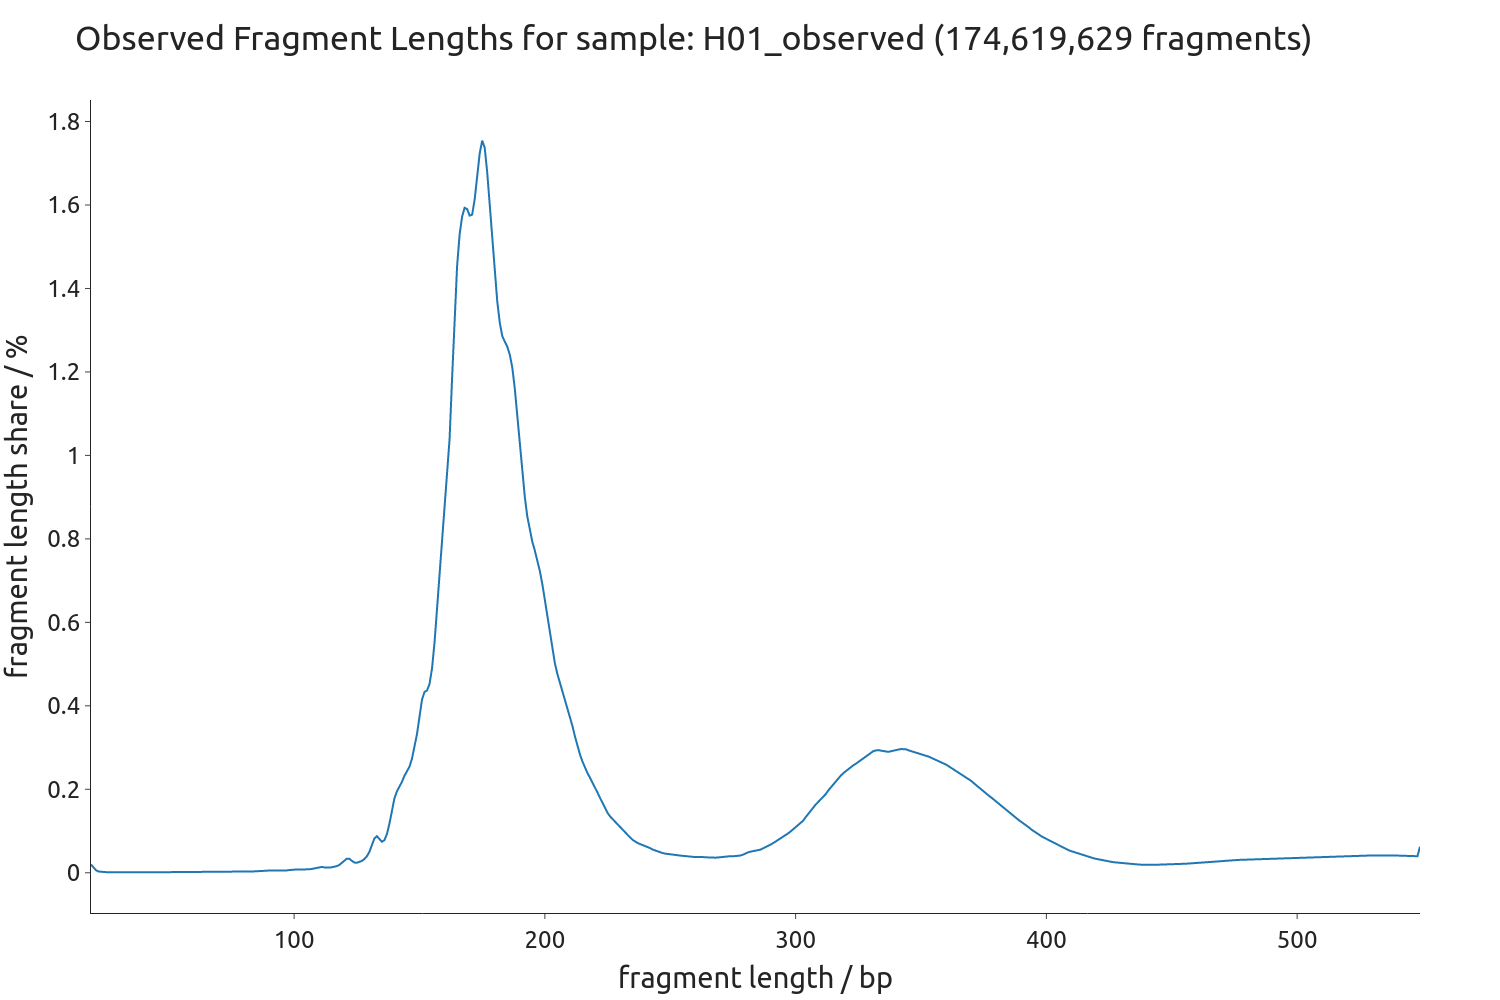 Observed Fragment Lengths for sample: H01_observed (174,619,629 fragments)
fragment length share / %
1.8
1.6
1.4
1.2
1
0.8
0.6
0.4
0.2
0
100 200 300 400 500
fragment length / bp